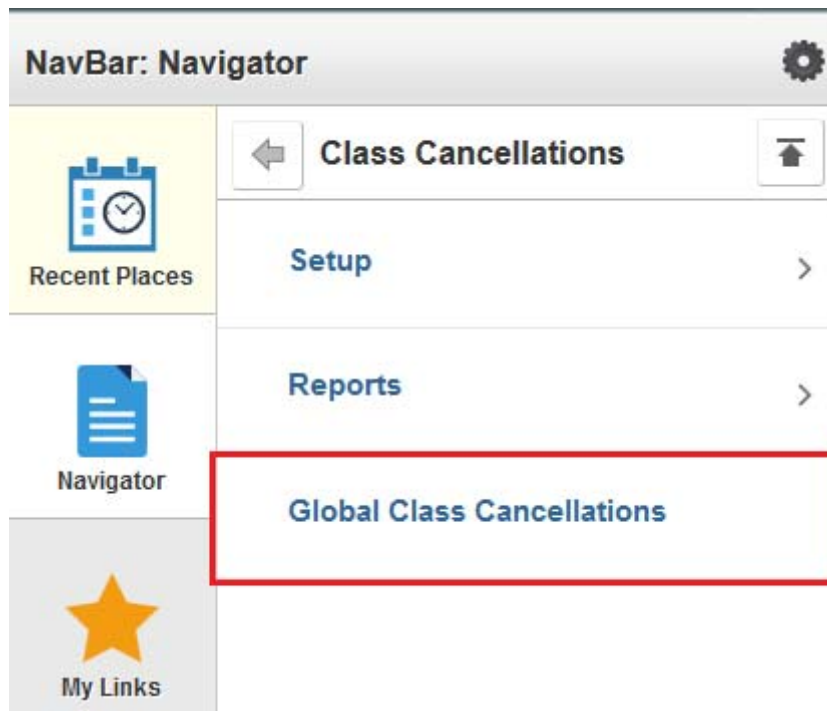 NavBar: Navigator
Class Cancellations
Recent Places
Setup
Reports
Navigator
Global Class Cancellations
My Links